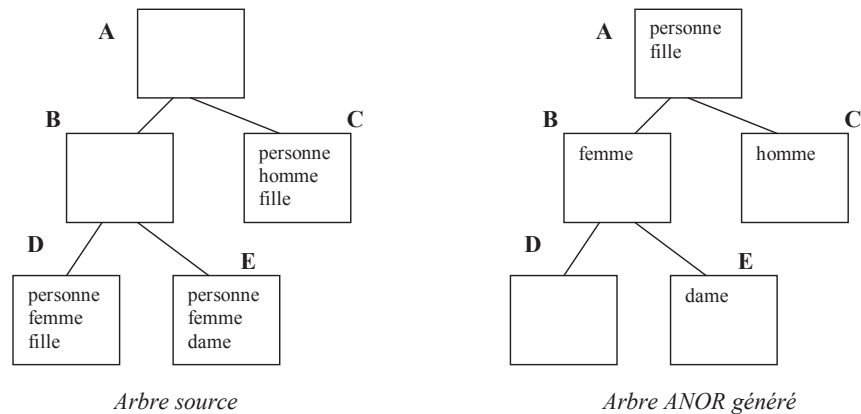 A
B
C
personne
homme
fille
D
E
personne
femme
fille
personne
femme
dame
Arbre source
A
personne
fille
B
C
femme
homme
D
E
dame
Arbre ANOR généré